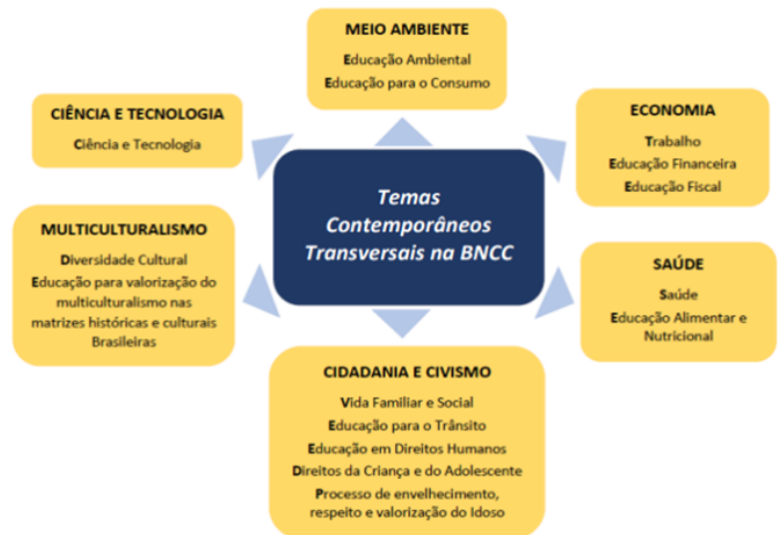 MEIO AMBIENTE
Educação Ambiental
Educação para o Consumo
CIÊNCIA E TECNOLOGIA
Ciência e Tecnologia
ECONOMIA
Trabalho
Educação Financeira
Educação Fiscal
Temas
Contemporâneos
Transversais na BNCC
MULTICULTURALISMO
Diversidade Cultural
Educação para valorização do
multiculturalismo nas
matrizes históricas e culturais
Brasileiras
SAÚDE
Saúde
Educação Alimentar e
Nutricional
CIDADANIA E CIVISMO
Vida Familiar e Social
Educação para o Trânsito
Educação em Direitos Humanos
Direitos da Criança e do Adolescente
Processo de envelhecimento,
respeito e valorização do Idoso